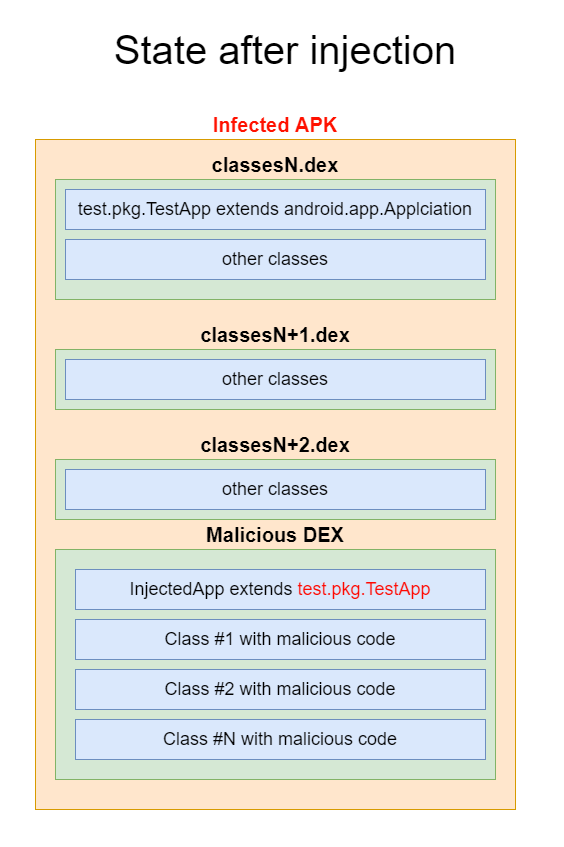 State after injection
Infected APK
classesN.dex
test.pkg.TestApp extends android.app.Applciation
other classes
classesN+1.dex
other classes
classesN+2.dex
other classes
Malicious DEX
InjectedApp extends test.pkg.TestApp
Class #1 with malicious code
Class #2 with malicious code
Class #N with malicious code